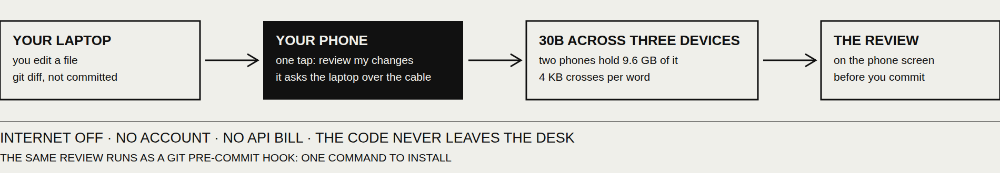 YOUR LAPTOP
you edit a file
git diff, not committed
YOUR PHONE
one tap: review my changes
it asks the laptop over the cable
30B ACROSS THREE DEVICES
two phones hold 9.6 GB of it
4 KB crosses per word
THE REVIEW
on the phone screen
before you commit
INTERNET OFF · NO ACCOUNT · NO API BILL · THE CODE NEVER LEAVES THE DESK
THE SAME REVIEW RUNS AS A GIT PRE-COMMIT HOOK: ONE COMMAND TO INSTALL